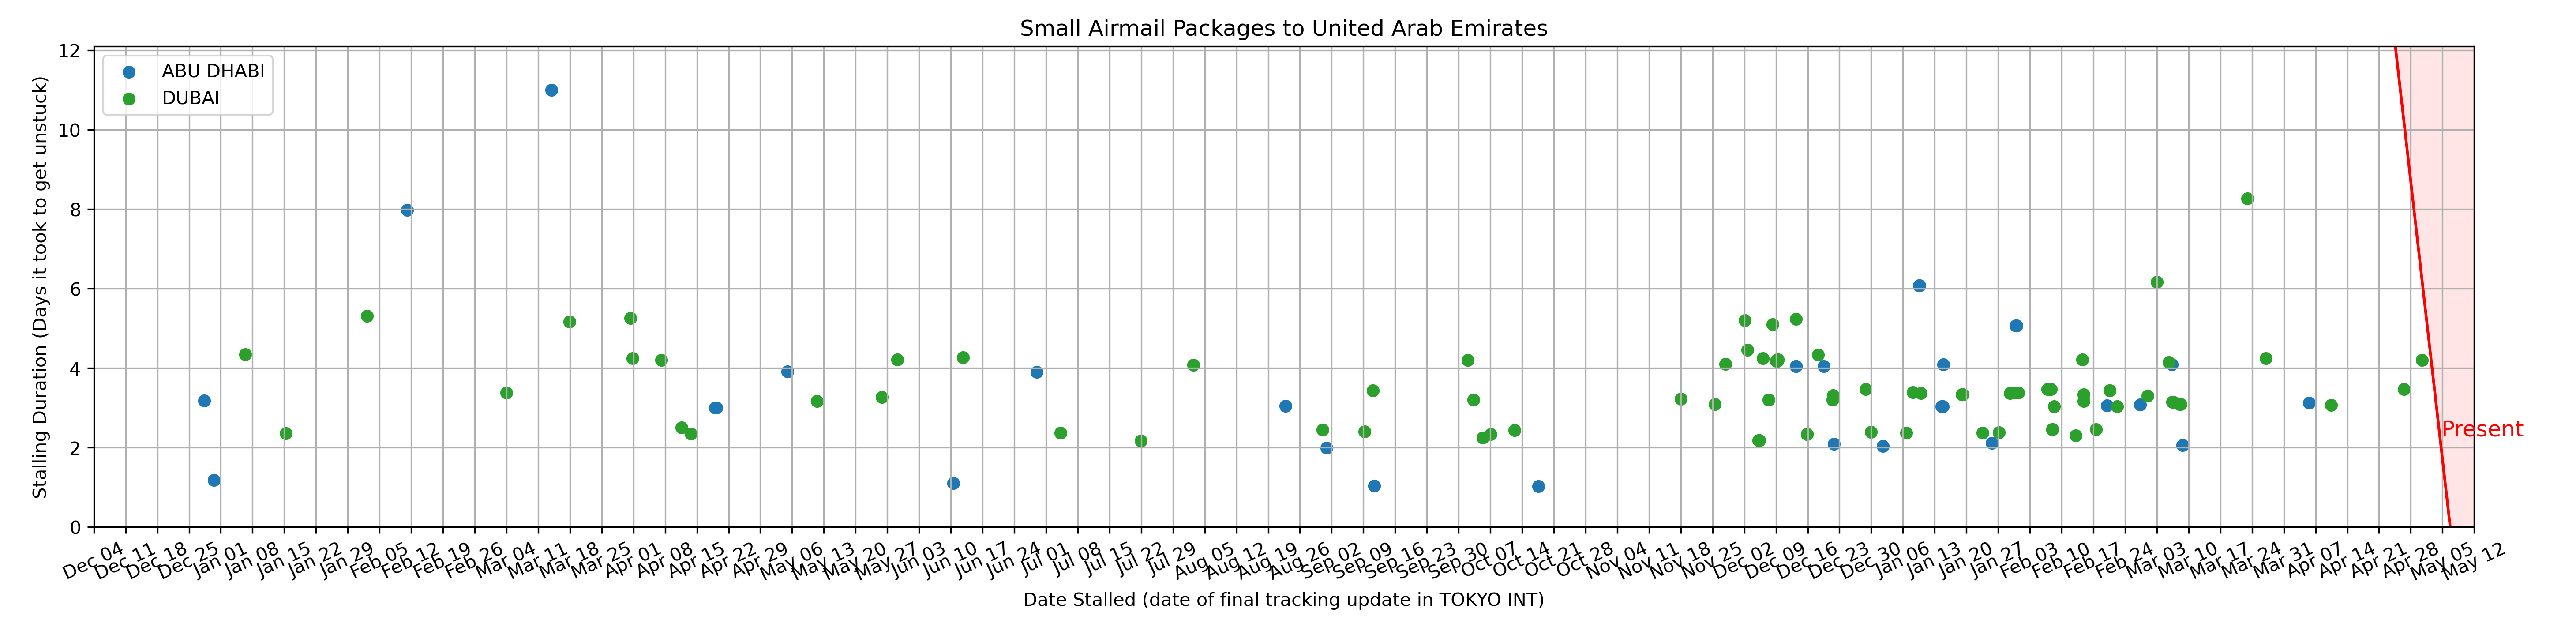 Small Airmail Packages to United Arab Emirates
ABU DHABI
DUBAI
12
10
8
6
4
2
0
Stalling Duration (Days it took to get unstuck)
Present
Dec 04
Dec 11
Dec 18
Dec 25
Jan 01
Jan 08
Jan 15
Jan 22
Jan 29
Feb 05
Feb 12
Feb 19
Feb 26
Mar 04
Mar 11
Mar 18
Mar 25
Apr 01
Apr 08
Apr 15
Apr 22
Apr 29
May 06
May 13
May 20
May 27
Jun 03
Jun 10
Jun 17
Jun 24
Jul 01
Jul 08
Jul 15
Jul 22
Jul 29
Aug 05
Aug 12
Aug 19
Aug 26
Sep 02
Sep 09
Sep 16
Sep 23
Sep 30
Oct 07
Oct 14
Oct 21
Oct 28
Nov 04
Nov 11
Nov 18
Nov 25
Dec 02
Dec 09
Dec 16
Dec 23
Dec 30
Jan 06
Jan 13
Jan 20
Jan 27
Feb 03
Feb 10
Feb 17
Feb 24
Mar 03
Mar 10
Mar 17
Mar 24
Mar 31
Apr 07
Apr 14
Apr 21
Apr 28
May 05
May 12
Date Stalled (date of final tracking update in TOKYO INT)